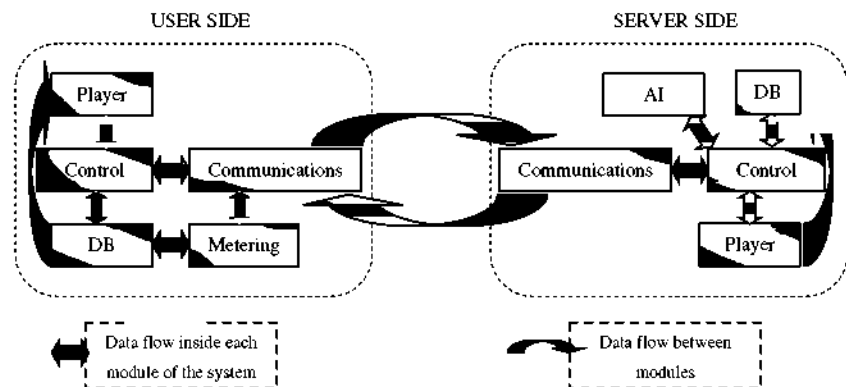 USER SIDE
SERVER SIDE
Player
AI
DB
Control
Communications
Communications
Control
DB
Metering
Player
Data flow inside each
module of the system
Data flow between
modules